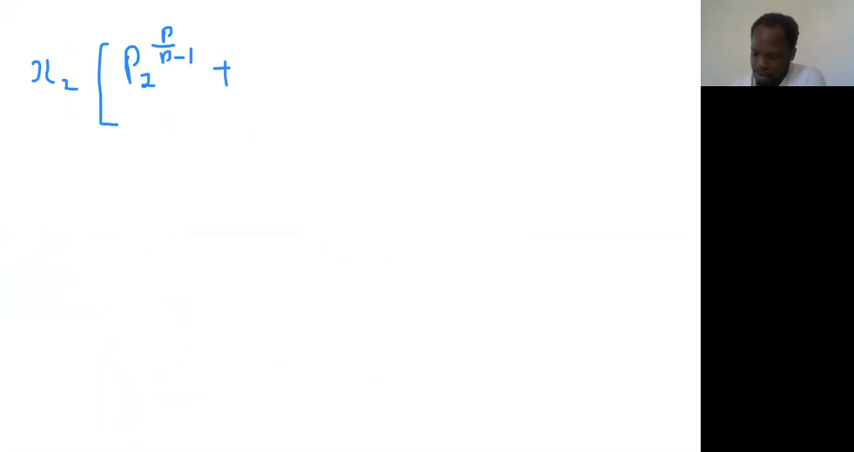 x₂ [ P₂^(P/(P-1)) +